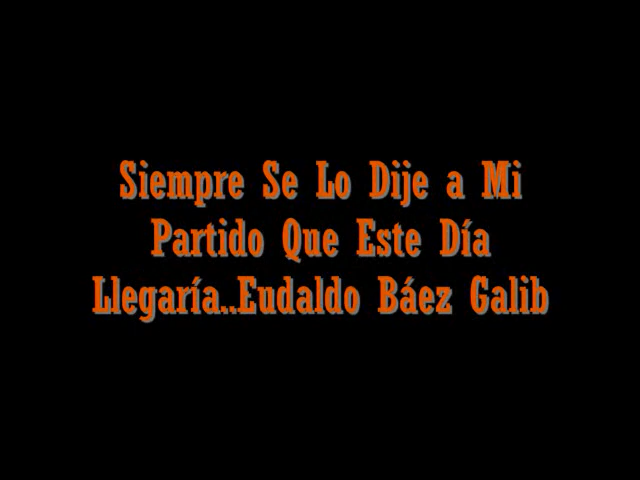 Siempre Se Lo Dije a Mi
Partido Que Este Día
Llegaría..Eudaldo Báez Galib